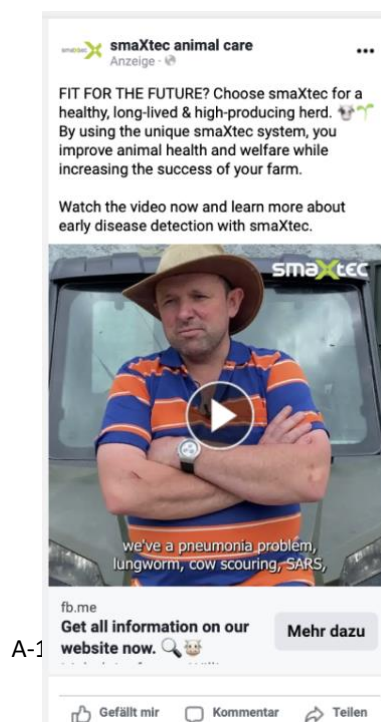 smaXtec
smaXtec animal care
Anzeige ·
FIT FOR THE FUTURE? Choose smaXtec for a
healthy, long-lived & high-producing herd.
By using the unique smaXtec system, you
improve animal health and welfare while
increasing the success of your farm.
Watch the video now and learn more about
early disease detection with smaXtec.
smaXtec
we've a pneumonia problem,
lungworm, cow scouring, SARS,
fb.me
Get all information on our
website now.
Mehr dazu
A-1
Gefällt mir
Kommentar
Teilen